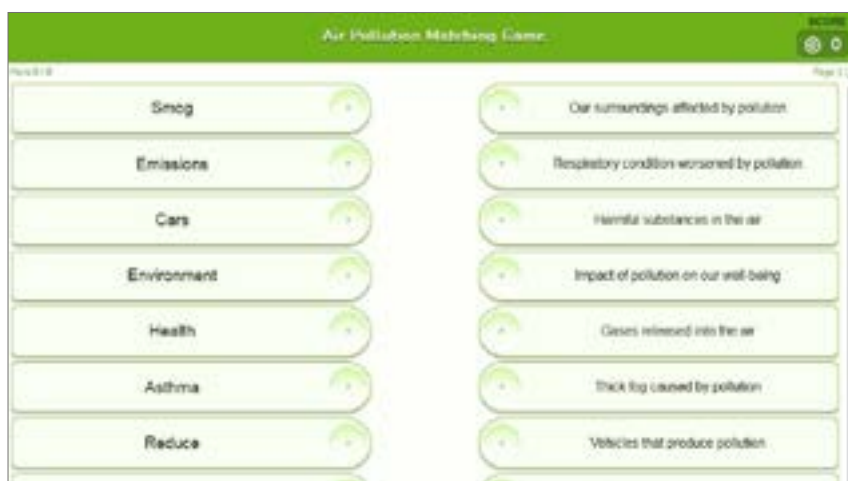 Air Pollution Matching Game
SCORE
0
Smog
Our surroundings affected by pollution
Emissions
Respiratory condition worsened by pollution
Cars
Harmful substances in the air
Environment
Impact of pollution on our well-being
Health
Gases released into the air
Asthma
Thick fog caused by pollution
Reduce
Vehicles that produce pollution